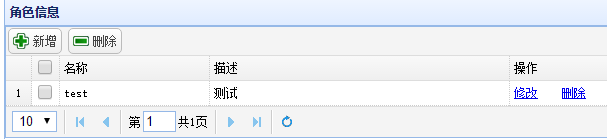 角色信息
新增 删除
名称 描述 操作
1 test 测试 修改 删除
10 第 1 共1页